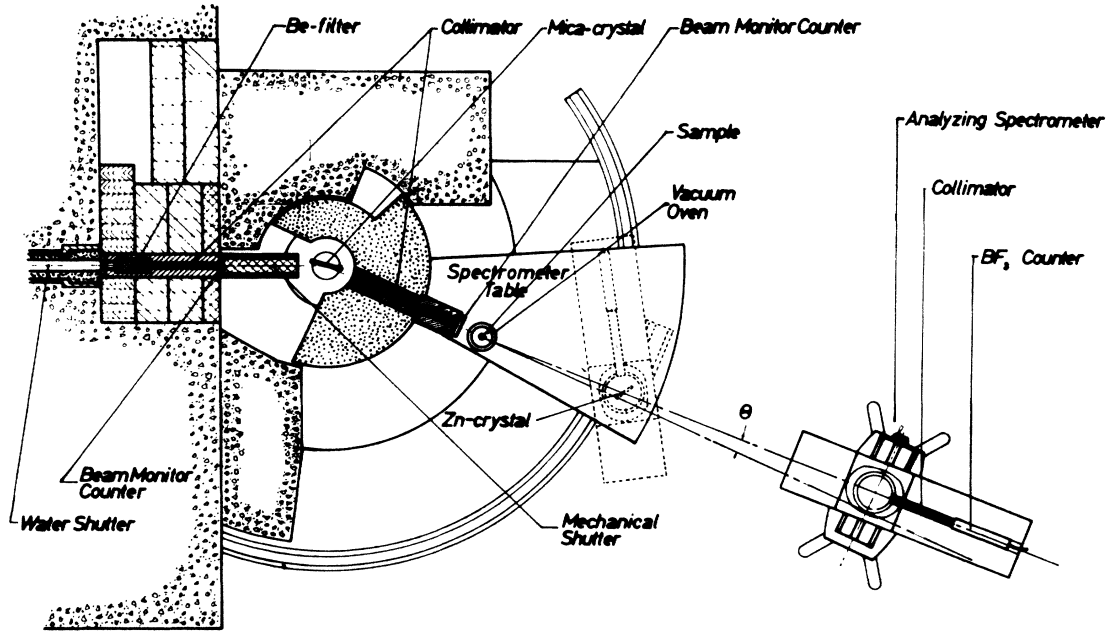 Be-filter
Collimator
Mica-crystal
Beam Monitor Counter
Sample
Analyzing Spectrometer
Vacuum
Oven
Collimator
BF₃ Counter
Spectrometer
Table
Zn-crystal
θ
Beam Monitor
Counter
Water Shutter
Mechanical
Shutter